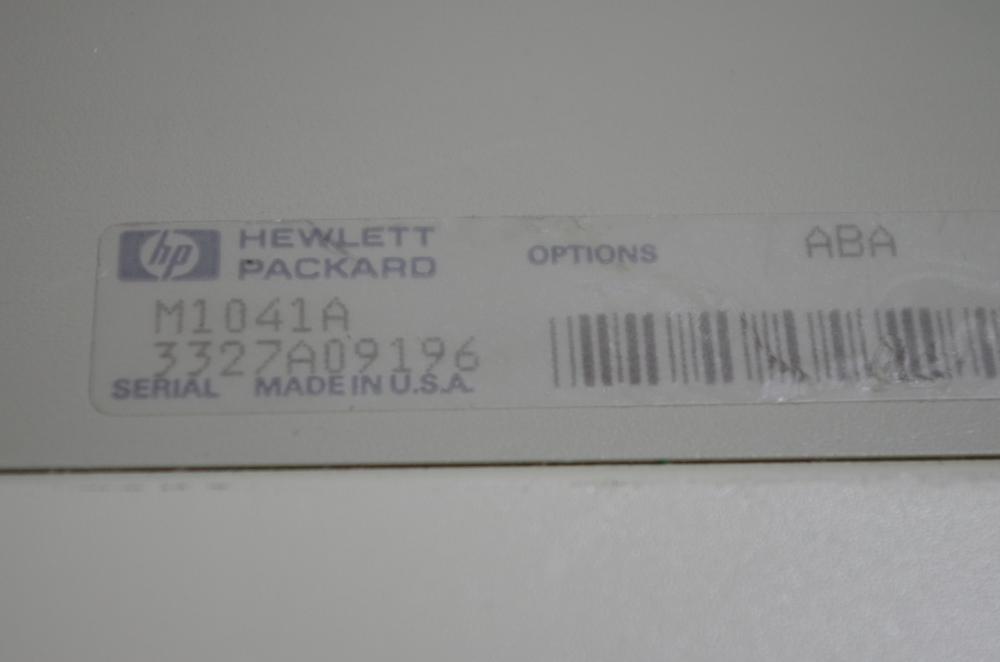 hp HEWLETT PACKARD
OPTIONS ABA
M1041A
3327A09196
SERIAL MADE IN U.S.A.